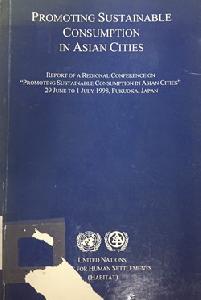 PROMOTING SUSTAINABLE
CONSUMPTION
IN ASIAN CITIES
REPORT OF A REGIONAL CONFERENCE ON
"PROMOTING SUSTAINABLE CONSUMPTION IN ASIAN CITIES"
29 JUNE TO 1 JULY 1998, FUKUOKA, JAPAN
UNITED NATIONS
FOR HUMAN SETTLEMENTS
(HABITAT)